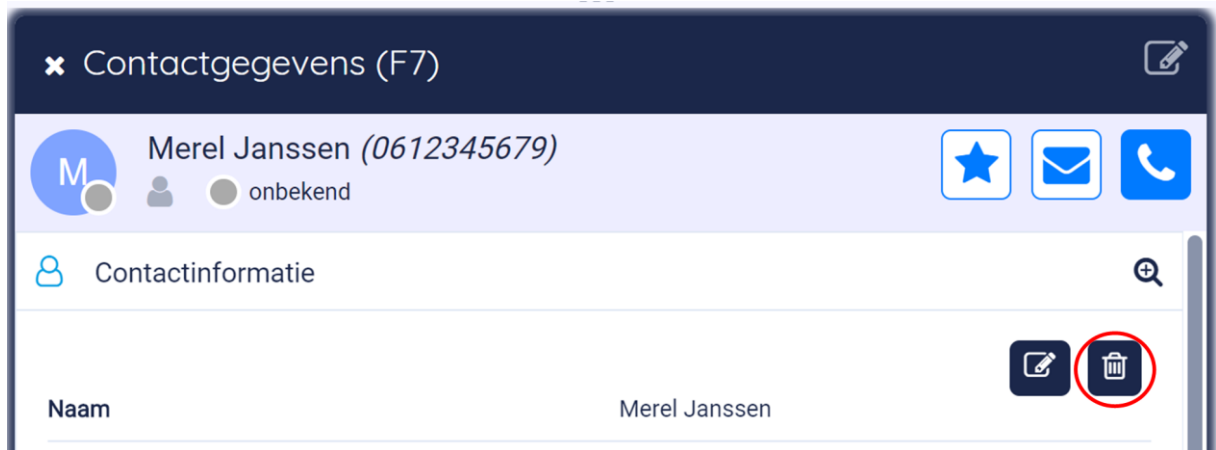 Contactgegevens (F7)
Merel Janssen (0612345679)
M
onbekend
Contactinformatie
Naam Merel Janssen